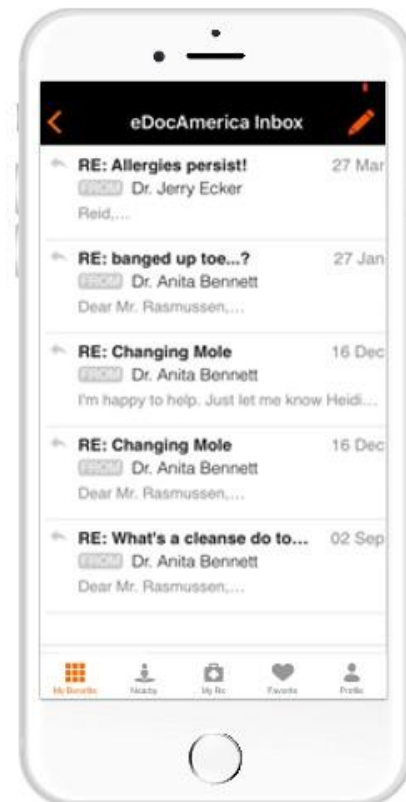 eDocAmerica Inbox
RE: Allergies persist! 27 Mar
FROM Dr. Jerry Ecker
Reid,...
RE: banged up toe...? 27 Jan
FROM Dr. Anita Bennett
Dear Mr. Rasmussen,...
RE: Changing Mole 16 Dec
FROM Dr. Anita Bennett
I'm happy to help. Just let me know Heidi...
RE: Changing Mole 16 Dec
FROM Dr. Anita Bennett
Dear Mr. Rasmussen,...
RE: What's a cleanse do to... 02 Sep
FROM Dr. Anita Bennett
Dear Mr. Rasmussen,...
My Benefits Nearby My Rx Favorite Profile